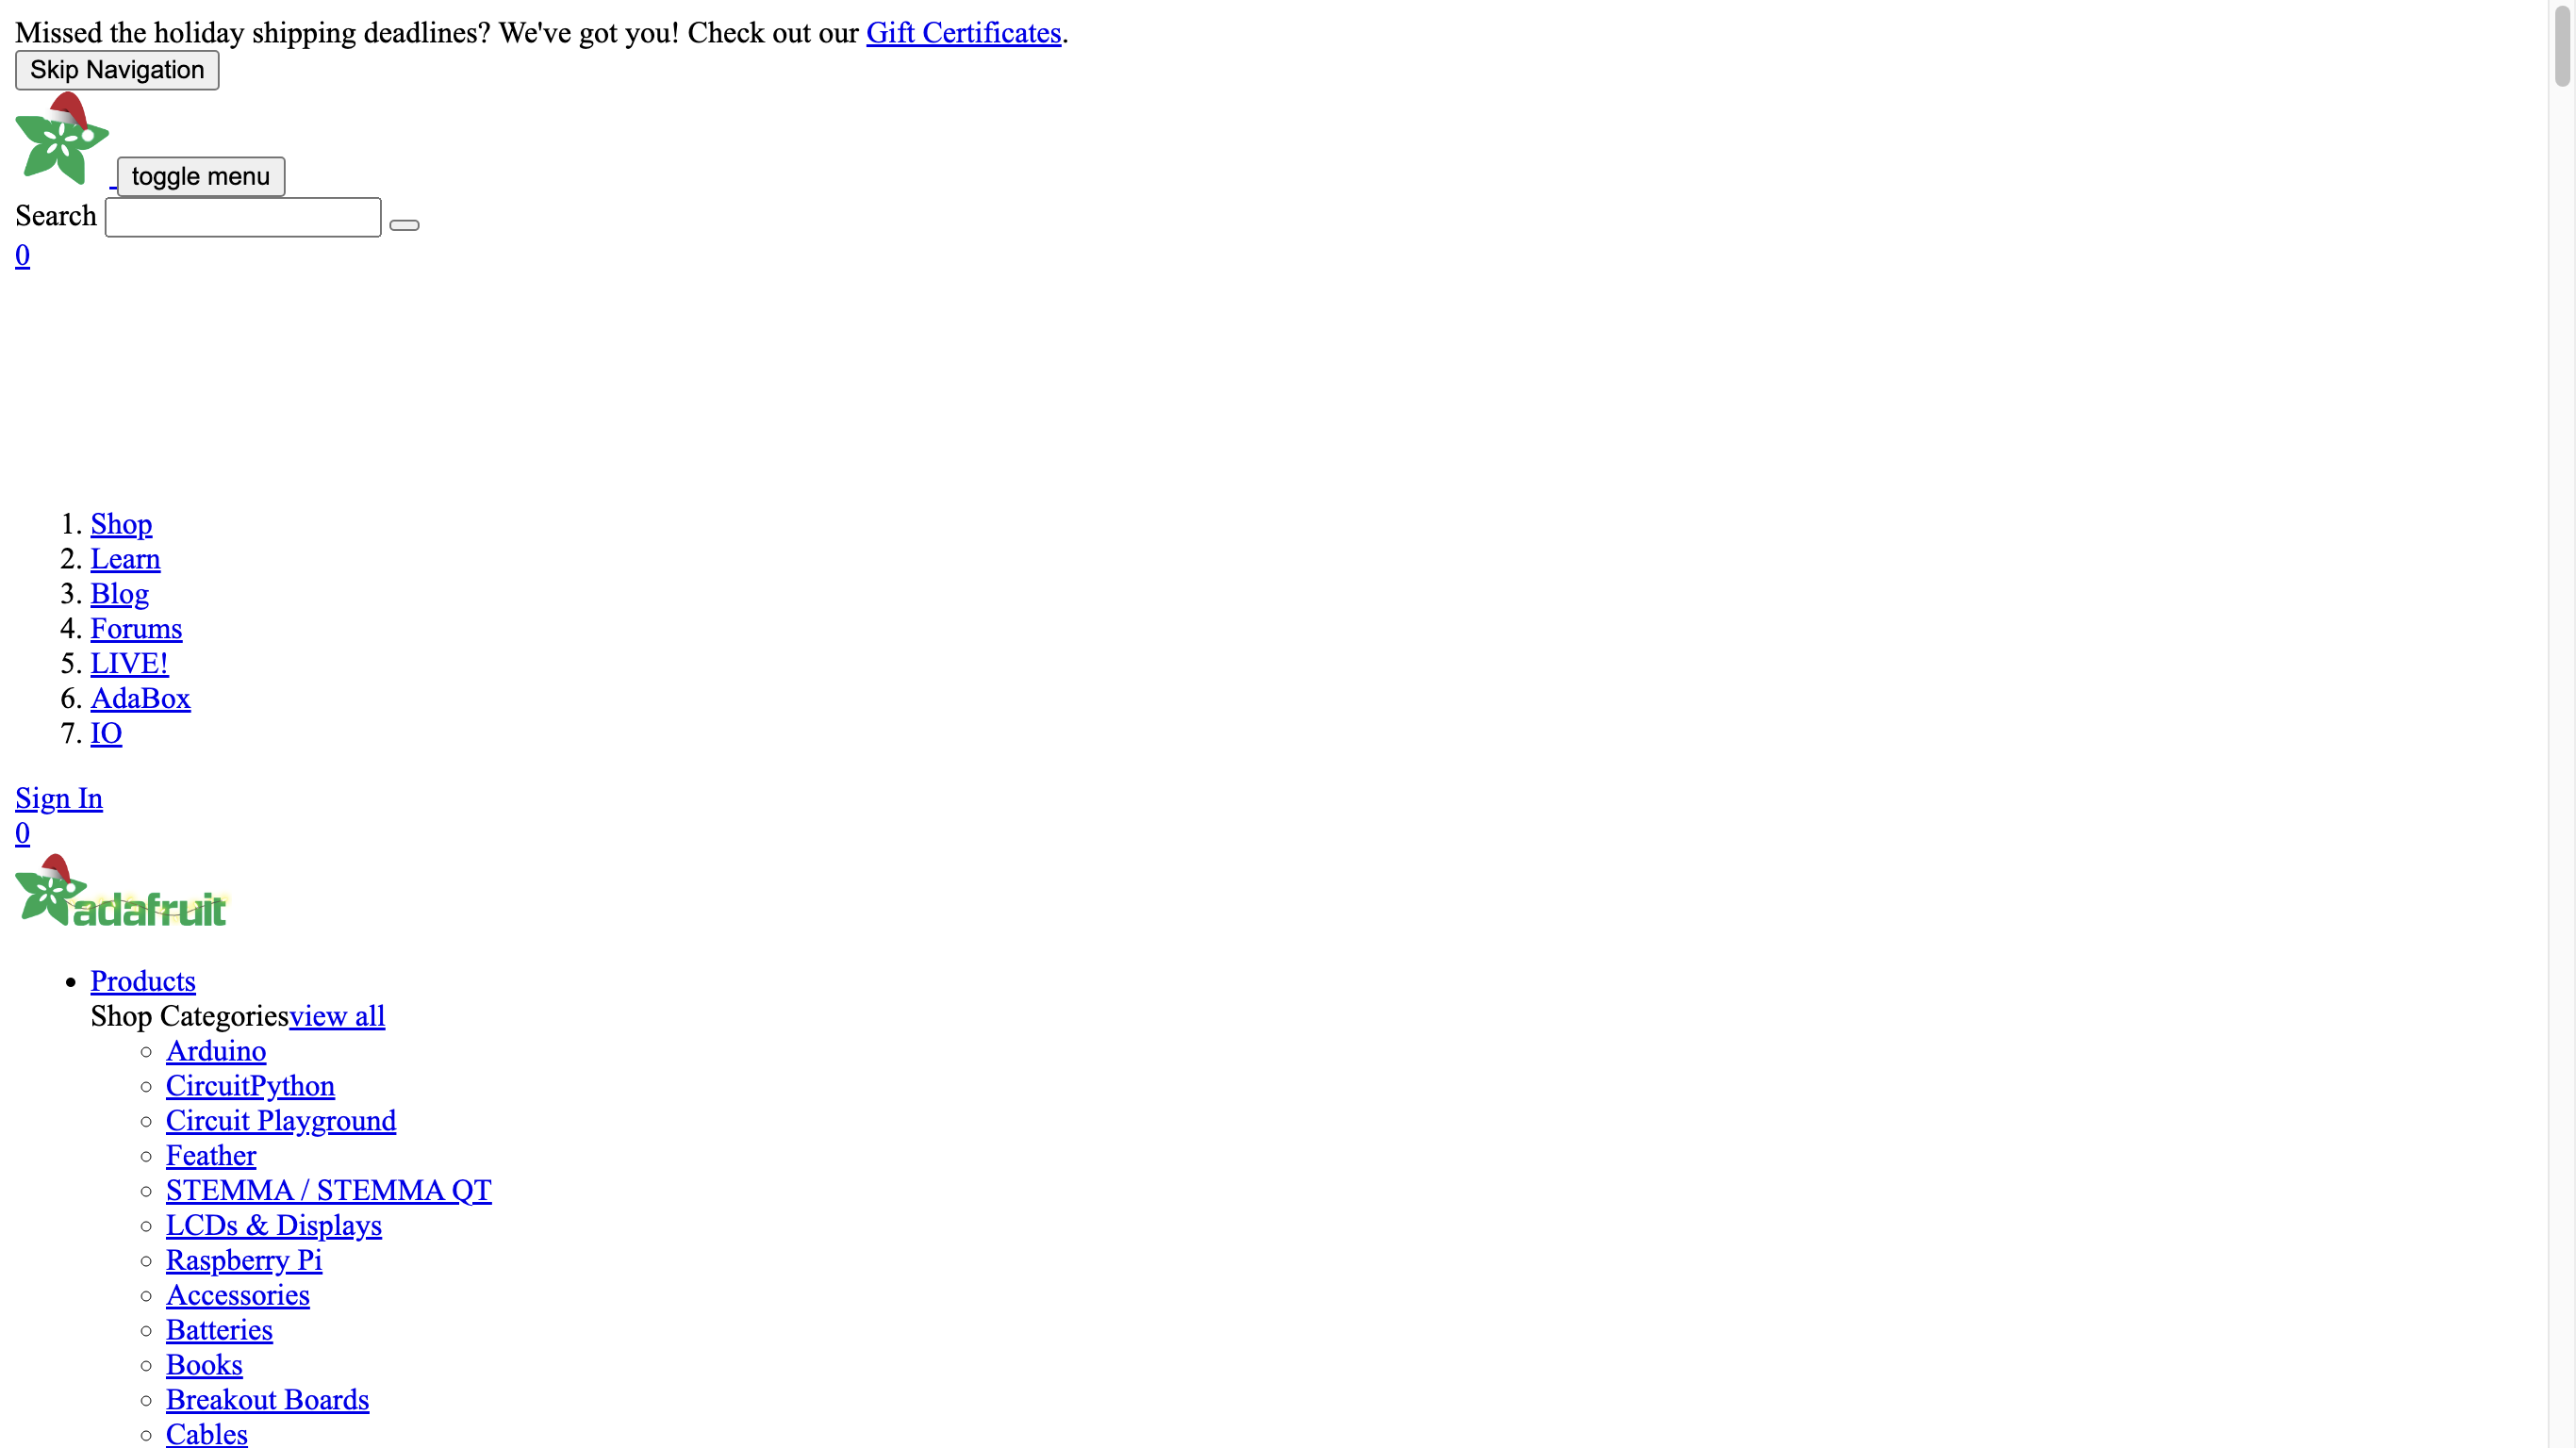 Missed the holiday shipping deadlines? We've got you! Check out our Gift Certificates.
Skip Navigation
toggle menu
Search
0
1. Shop
2. Learn
3. Blog
4. Forums
5. LIVE!
6. AdaBox
7. IO
Sign In
0
adafruit
Products
Shop Categoriesview all
Arduino
CircuitPython
Circuit Playground
Feather
STEMMA / STEMMA QT
LCDs & Displays
Raspberry Pi
Accessories
Batteries
Books
Breakout Boards
Cables